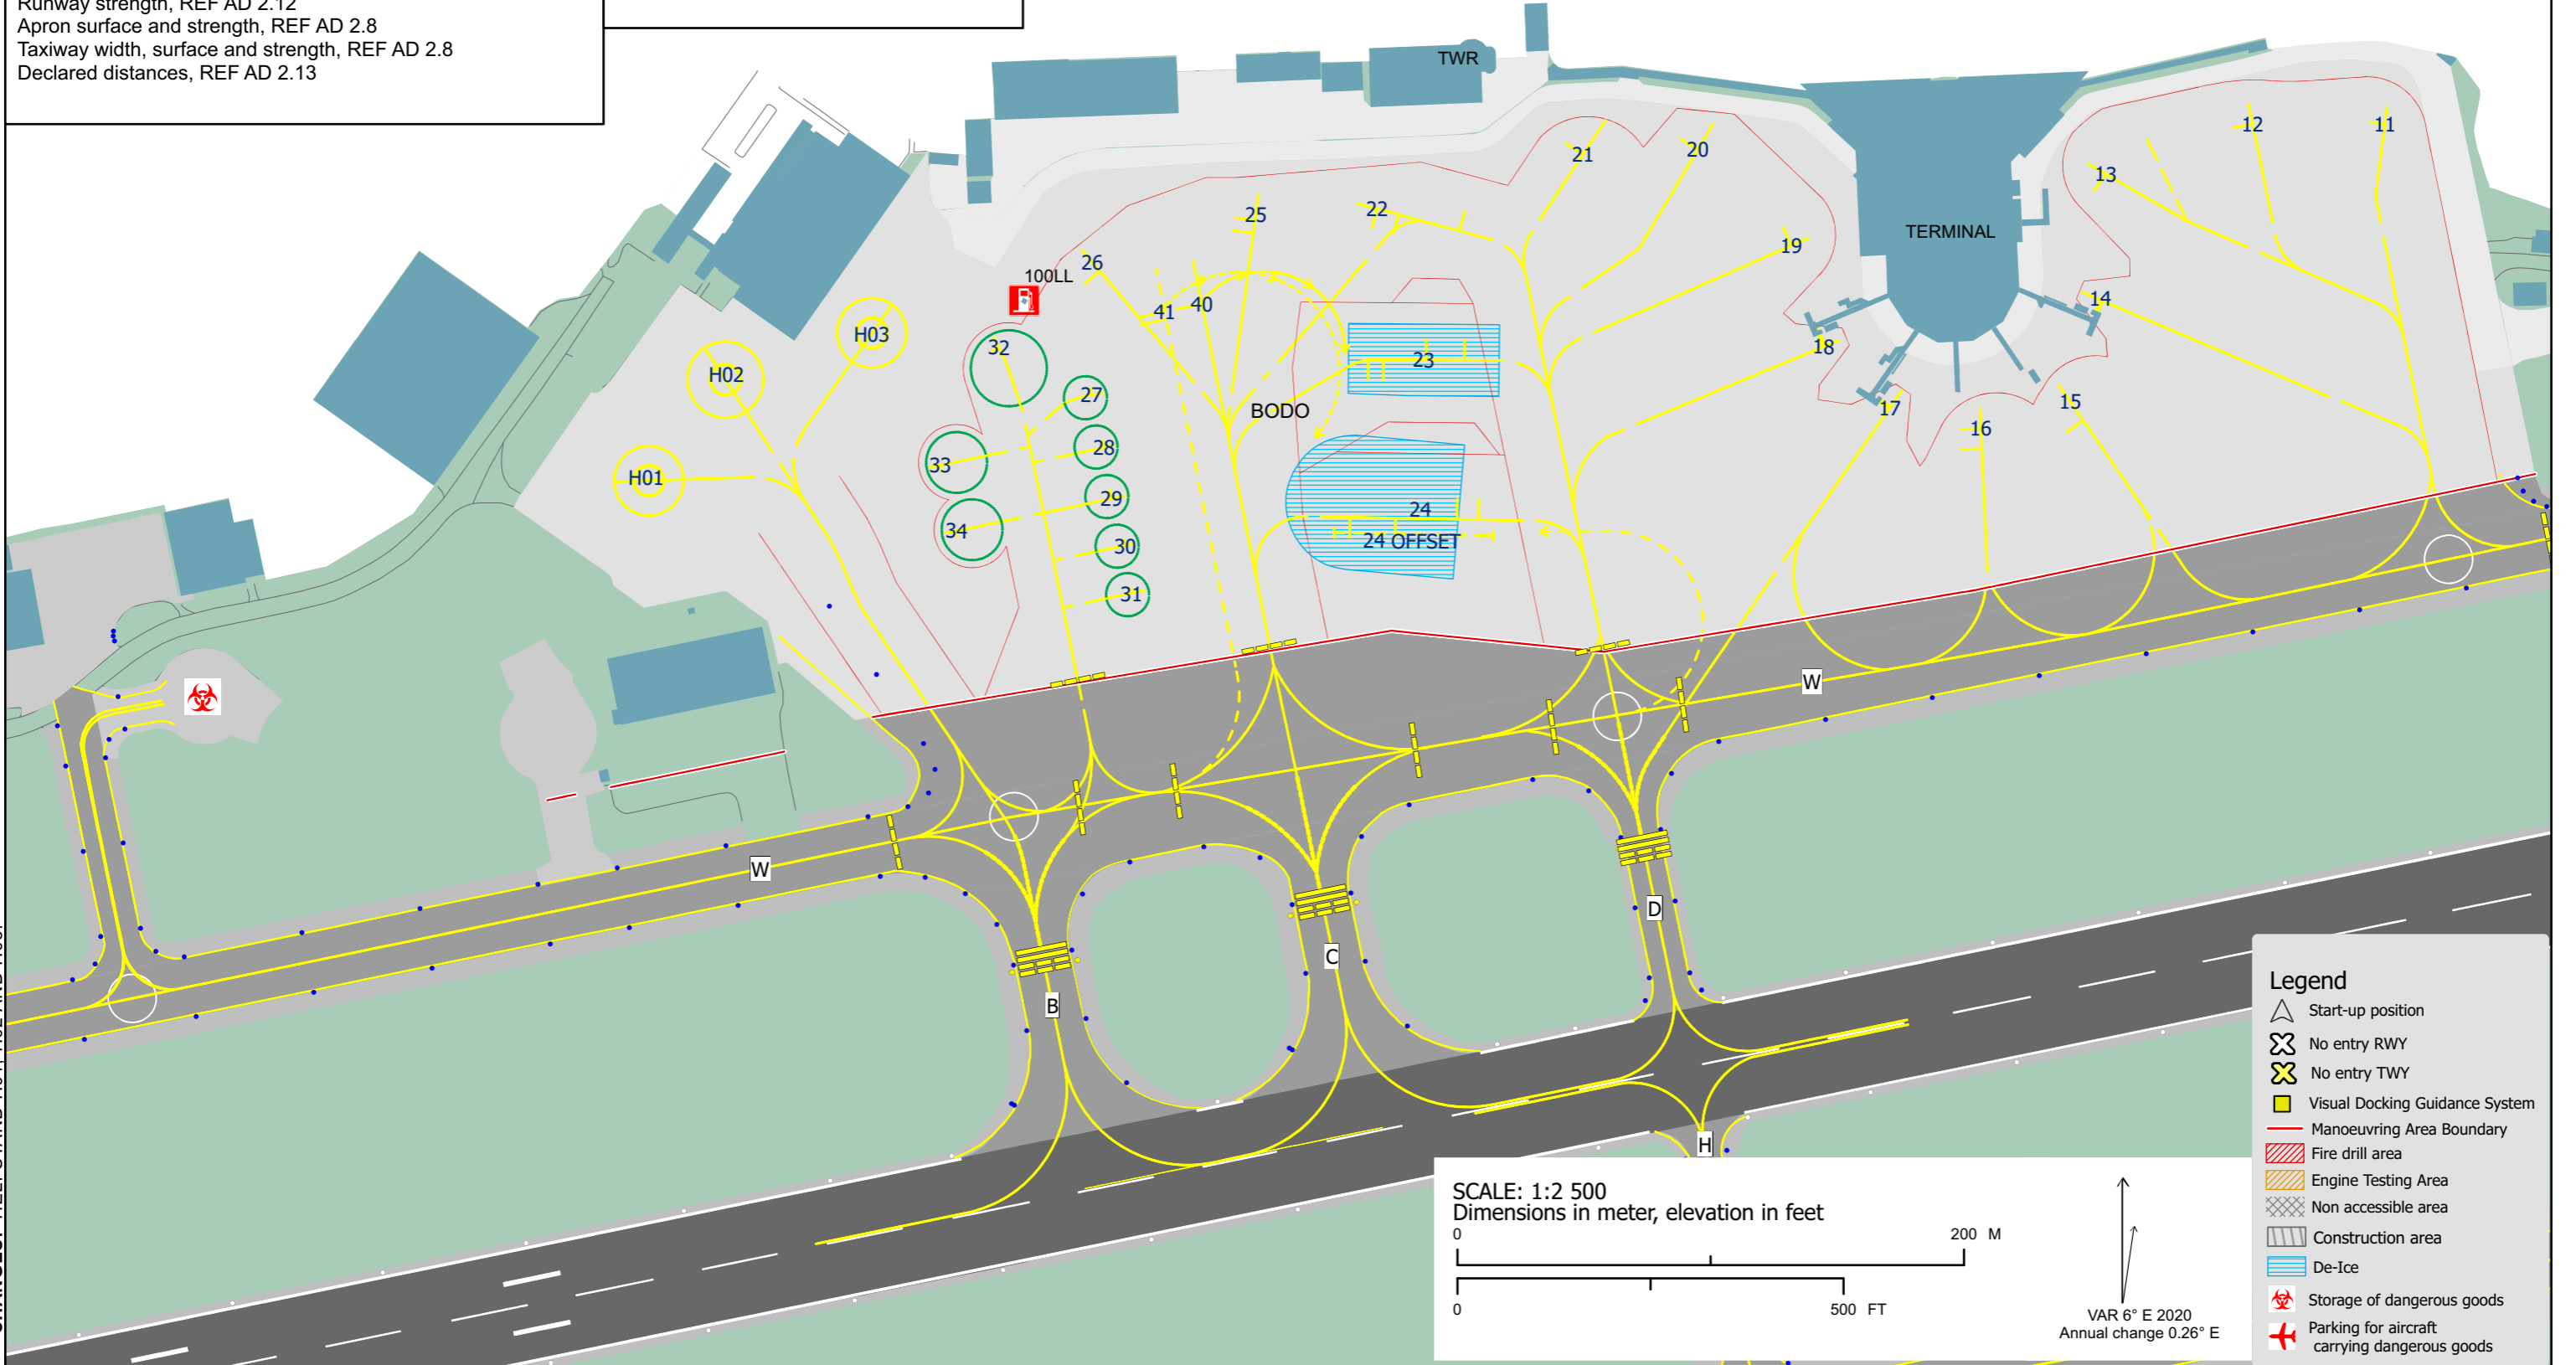 Runway strength, REF AD 2.12
Apron surface and strength, REF AD 2.8
Taxiway width, surface and strength, REF AD 2.8
Declared distances, REF AD 2.13
TWR
12
11
21
20
13
22
25
TERMINAL
19
26
100LL
41
40
14
H03
32
18
23
H02
27
BODO
17
15
16
28
33
H01
29
24
34
24 OFFSET
30
31
W
W
D
C
B
H
SCALE: 1:2 500
Dimensions in meter, elevation in feet
0
200 M
0
500 FT
VAR 6° E 2020
Annual change 0.26° E
Legend
Start-up position
No entry RWY
No entry TWY
Visual Docking Guidance System
Manoeuvring Area Boundary
Fire drill area
Engine Testing Area
Non accessible area
Construction area
De-Ice
Storage of dangerous goods
Parking for aircraft
carrying dangerous goods